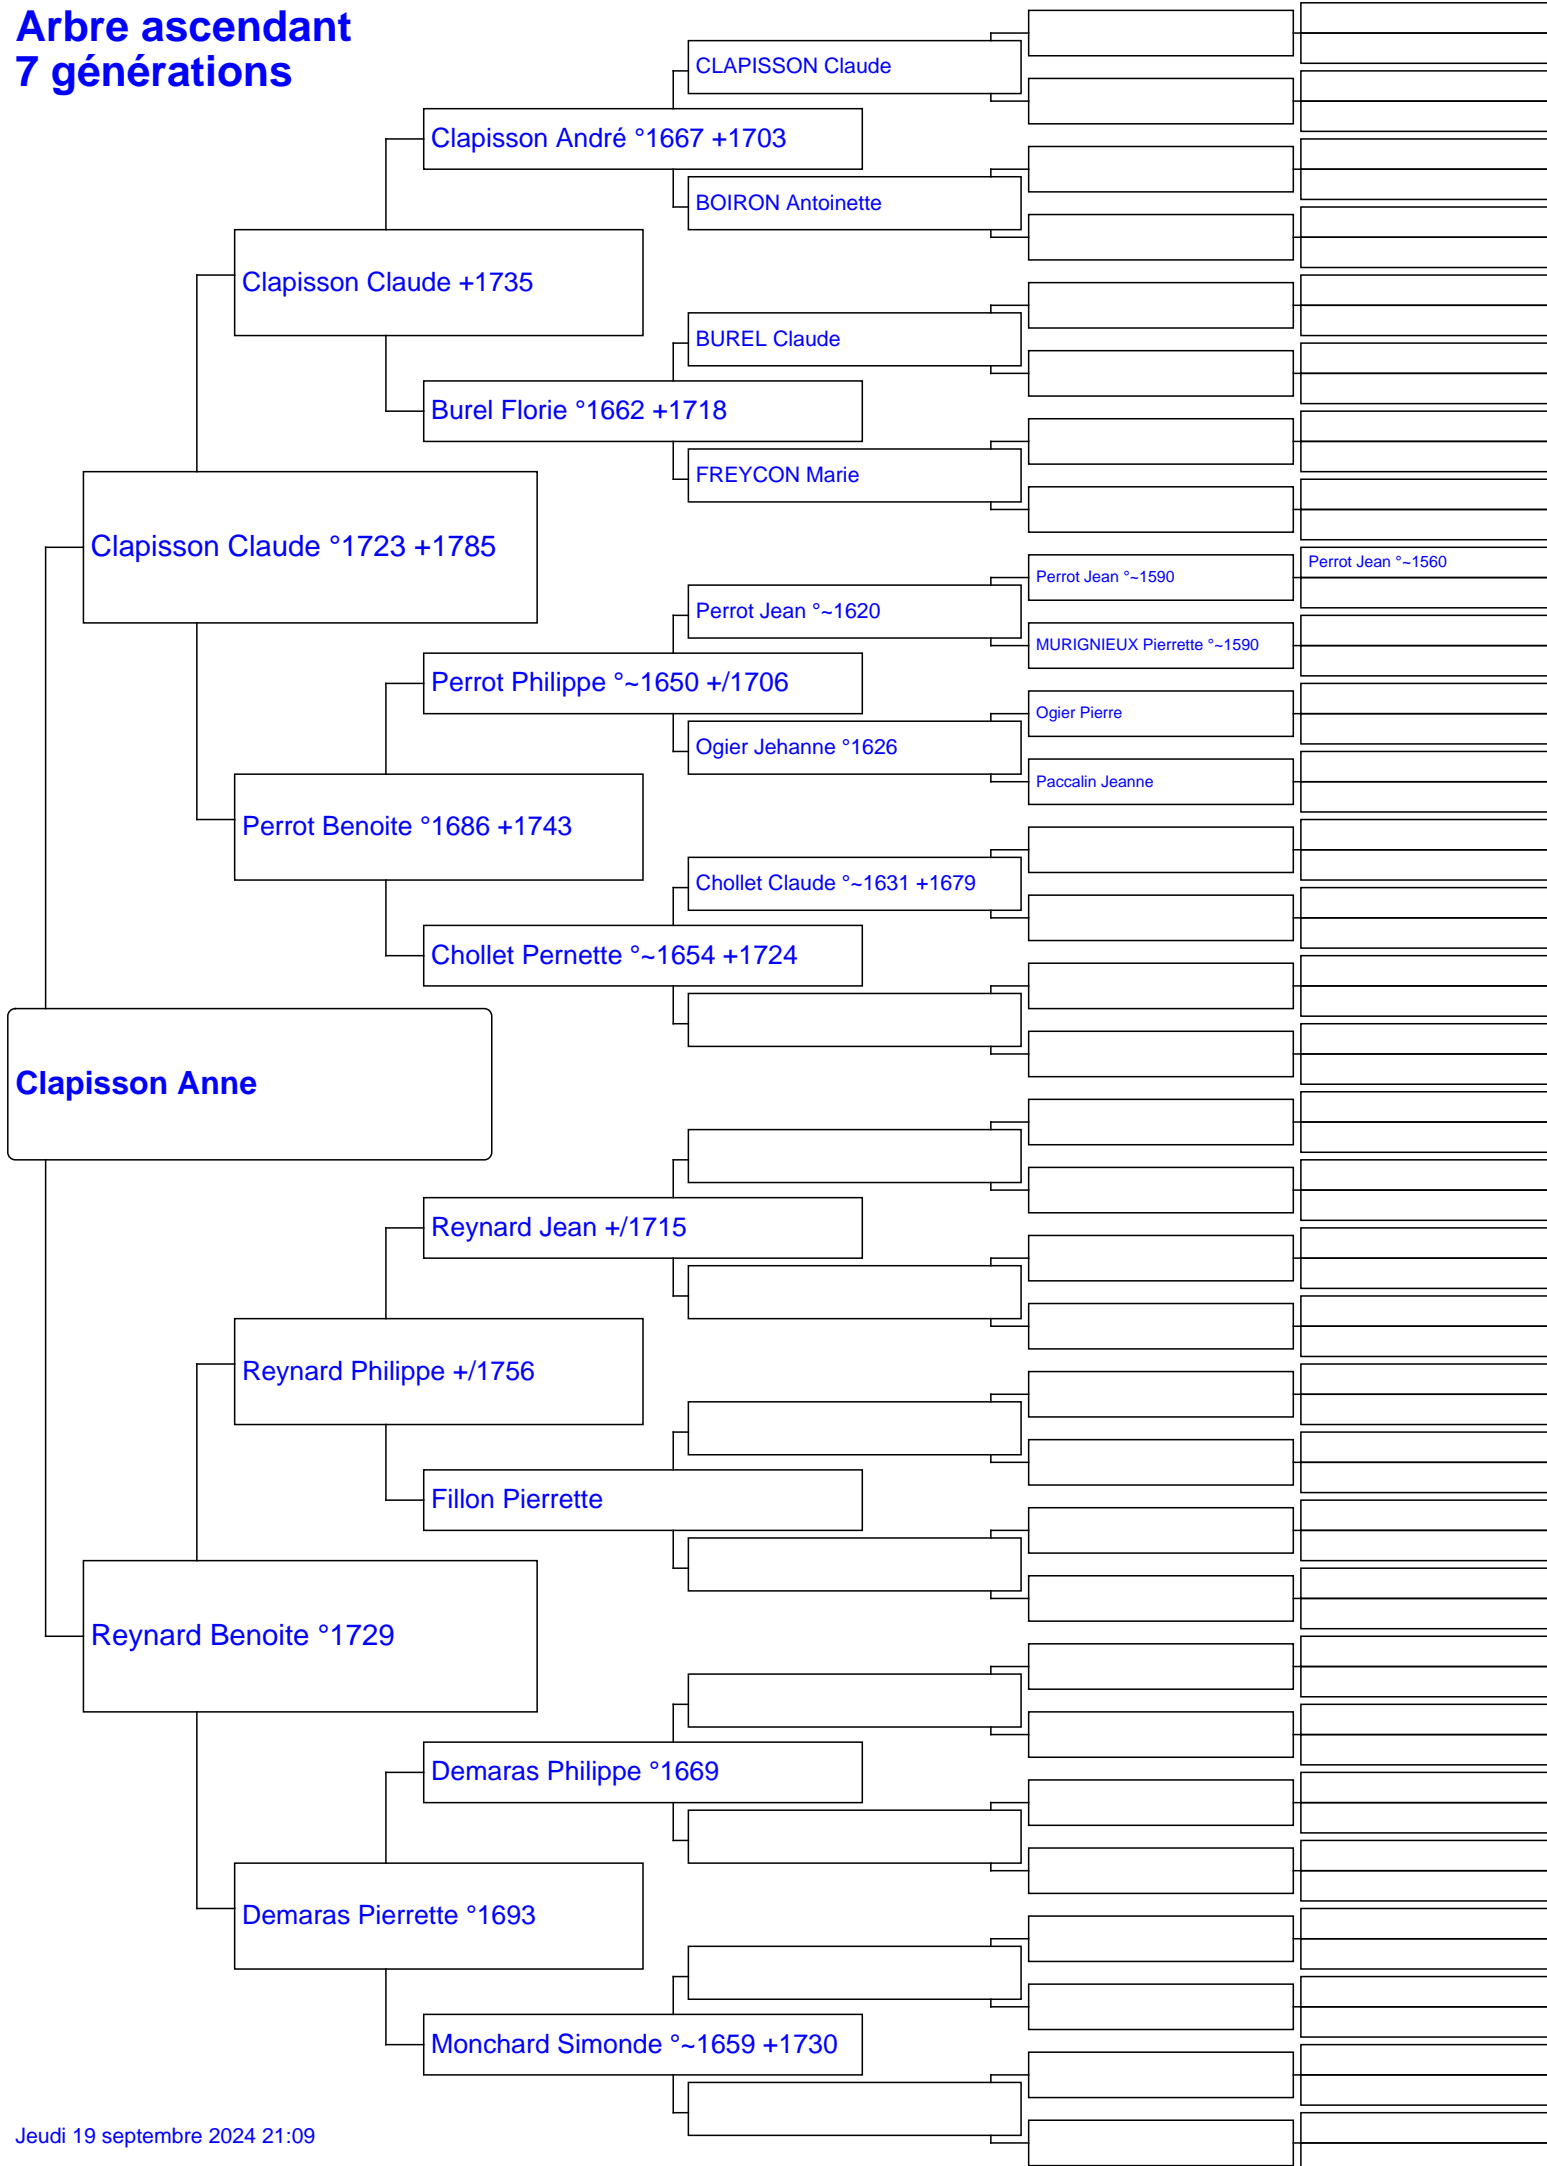 Arbre ascendant
7 générations
CLAPISSON Claude
Clapisson André °1667 +1703
BOIRON Antoinette
Clapisson Claude +1735
BUREL Claude
Burel Florie °1662 +1718
FREYCON Marie
Clapisson Claude °1723 +1785
Perrot Jean °~1560
Perrot Jean °~1590
Perrot Jean °~1620
MURIGNIEUX Pierrette °~1590
Perrot Philippe °~1650 +/1706
Ogier Pierre
Ogier Jehanne °1626
Paccalin Jeanne
Perrot Benoite °1686 +1743
Chollet Claude °~1631 +1679
Chollet Pernette °~1654 +1724
Clapisson Anne
Reynard Jean +/1715
Reynard Philippe +/1756
Fillon Pierrette
Reynard Benoite °1729
Demaras Philippe °1669
Demaras Pierrette °1693
Monchard Simonde °~1659 +1730
Jeudi 19 septembre 2024 21:09